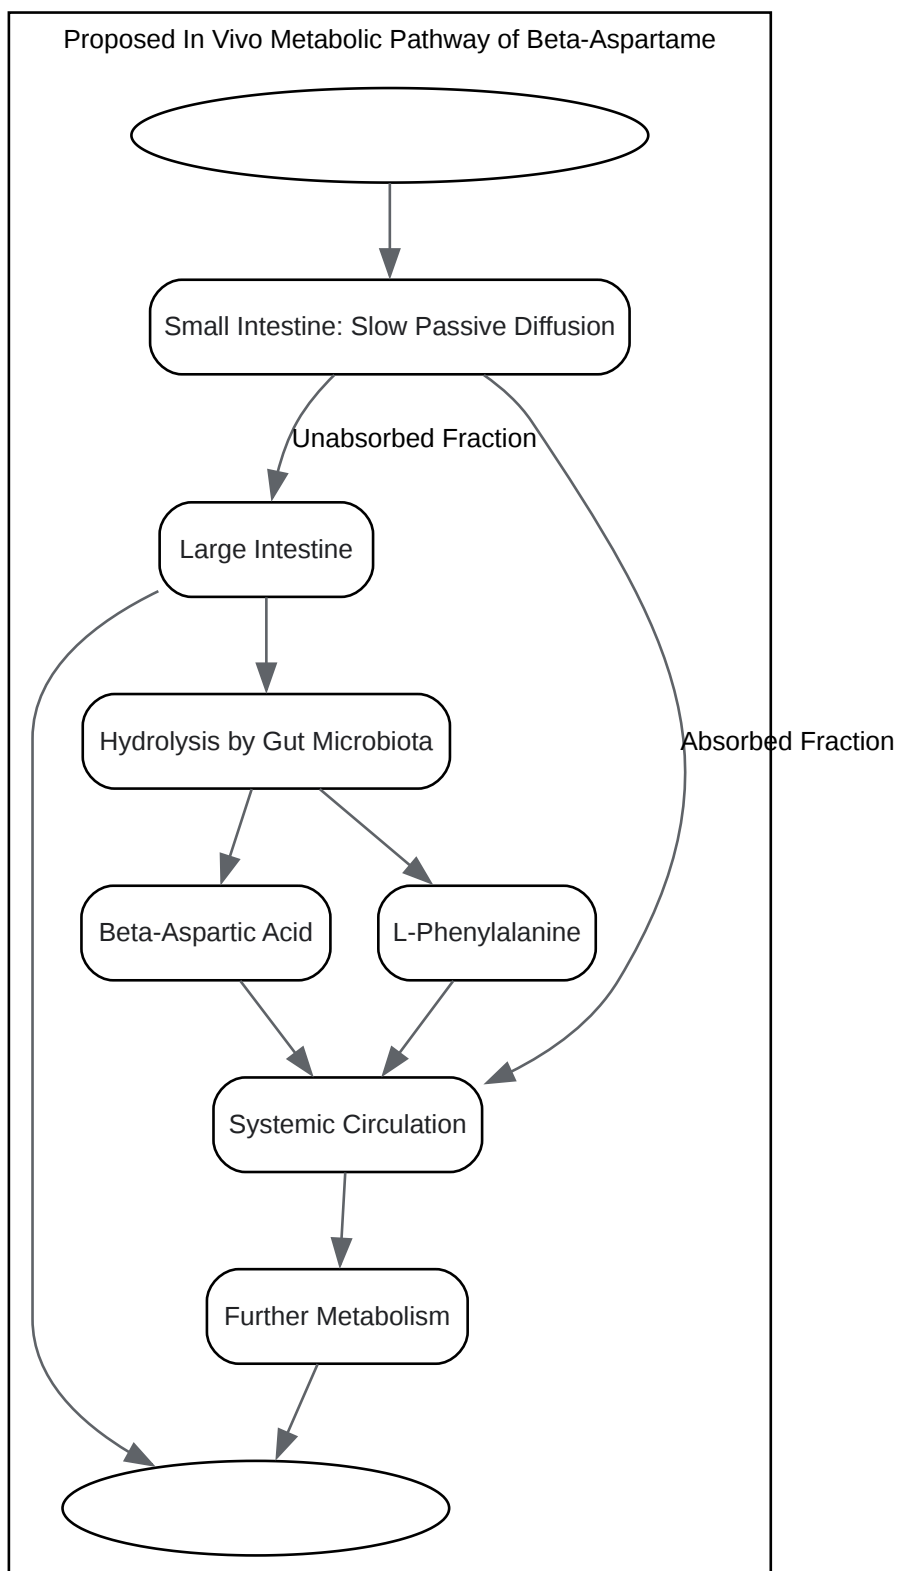 Proposed In Vivo Metabolic Pathway of Beta-Aspartame
Small Intestine: Slow Passive Diffusion
Unabsorbed Fraction
Large Intestine
Hydrolysis by Gut Microbiota
Absorbed Fraction
Beta-Aspartic Acid
L-Phenylalanine
Systemic Circulation
Further Metabolism